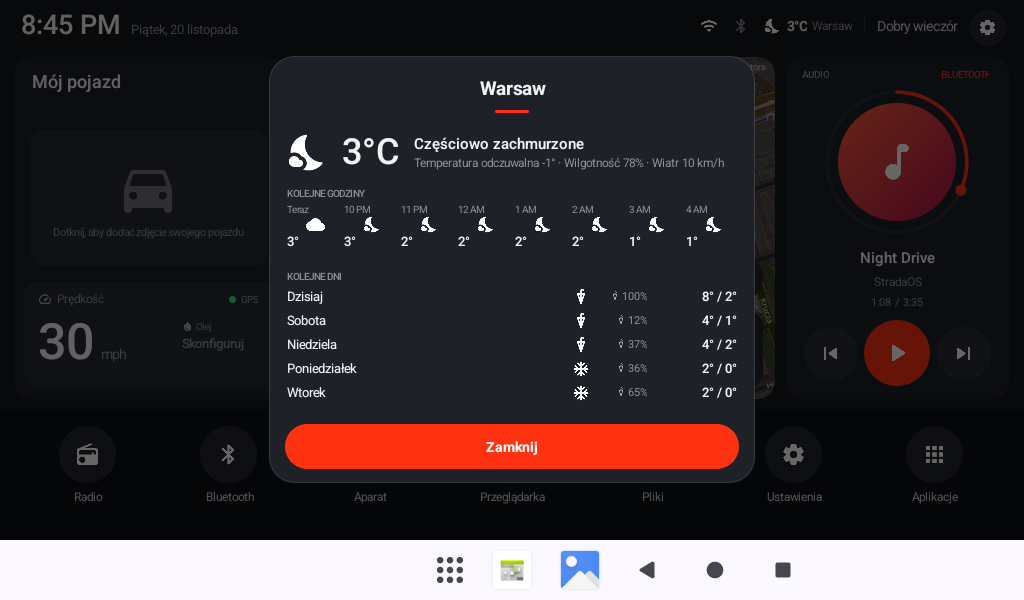 8:45 PM Piątek, 20 listopada
3°C Warsaw Dobry wieczór
Mój pojazd
Dotknij, aby dodać zdjęcie swojego pojazdu
Prędkość GPS
30 mph
Olej
Skonfiguruj
Warsaw
3°C
Częściowo zachmurzone
Temperatura odczuwalna -1° · Wilgotność 78% · Wiatr 10 km/h
KOLEJNE GODZINY
Teraz 10 PM 11 PM 12 AM 1 AM 2 AM 3 AM 4 AM
3° 3° 2° 2° 2° 2° 1° 1°
KOLEJNE DNI
Dzisiaj 100% 8° / 2°
Sobota 12% 4° / 1°
Niedziela 37% 4° / 2°
Poniedziałek 36% 2° / 0°
Wtorek 65% 2° / 0°
Zamknij
Krucza
AUDIO BLUETOOTH
Night Drive
StradaOS
1:08 / 3:35
Radio Bluetooth Aparat Przeglądarka Pliki Ustawienia Aplikacje